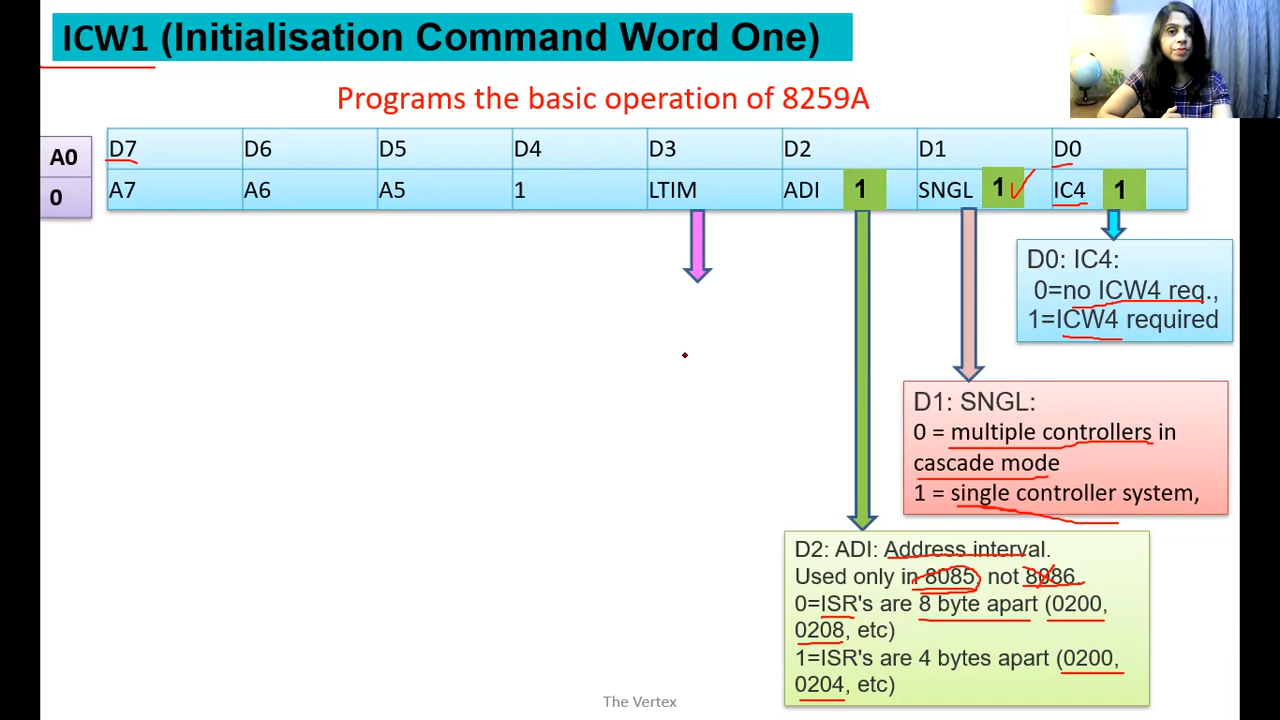 ICW1 (Initialisation Command Word One)
Programs the basic operation of 8259A
A0 D7 D6 D5 D4 D3 D2 D1 D0
0 A7 A6 A5 1 LTIM ADI 1 SNGL 1 IC4 1
D0: IC4:
0=no ICW4 req.,
1=ICW4 required
D1: SNGL:
0 = multiple controllers in
cascade mode
1 = single controller system,
D2: ADI: Address interval.
Used only in 8085, not 8086.
0=ISR's are 8 byte apart (0200,
0208, etc)
1=ISR's are 4 bytes apart (0200,
0204, etc)
The Vertex